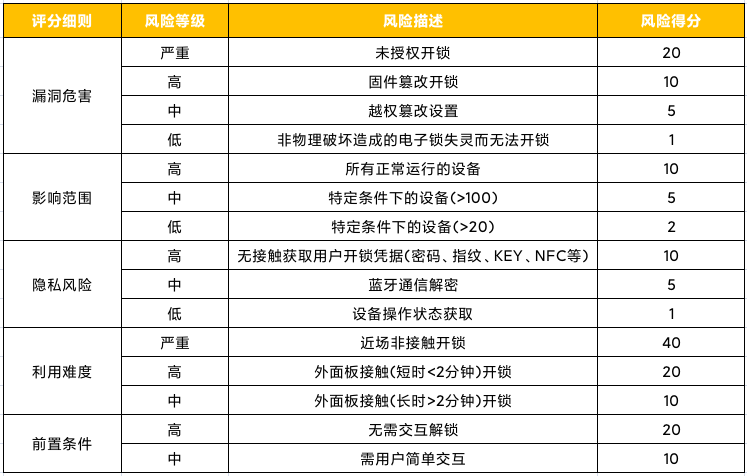 评分细则 风险等级 风险描述 风险得分
漏洞危害 严重 未授权开锁 20
高 固件篡改开锁 10
中 越权篡改设置 5
低 非物理破坏造成的电子锁失灵而无法开锁 1
影响范围 高 所有正常运行的设备 10
中 特定条件下的设备(>100) 5
低 特定条件下的设备(>20) 2
隐私风险 高 无接触获取用户开锁凭据(密码、指纹、KEY、NFC等) 10
中 蓝牙通信解密 5
低 设备操作状态获取 1
利用难度 严重 近场非接触开锁 40
高 外面板接触(短时<2分钟)开锁 20
中 外面板接触(长时>2分钟)开锁 10
前置条件 高 无需交互解锁 20
中 需用户简单交互 10